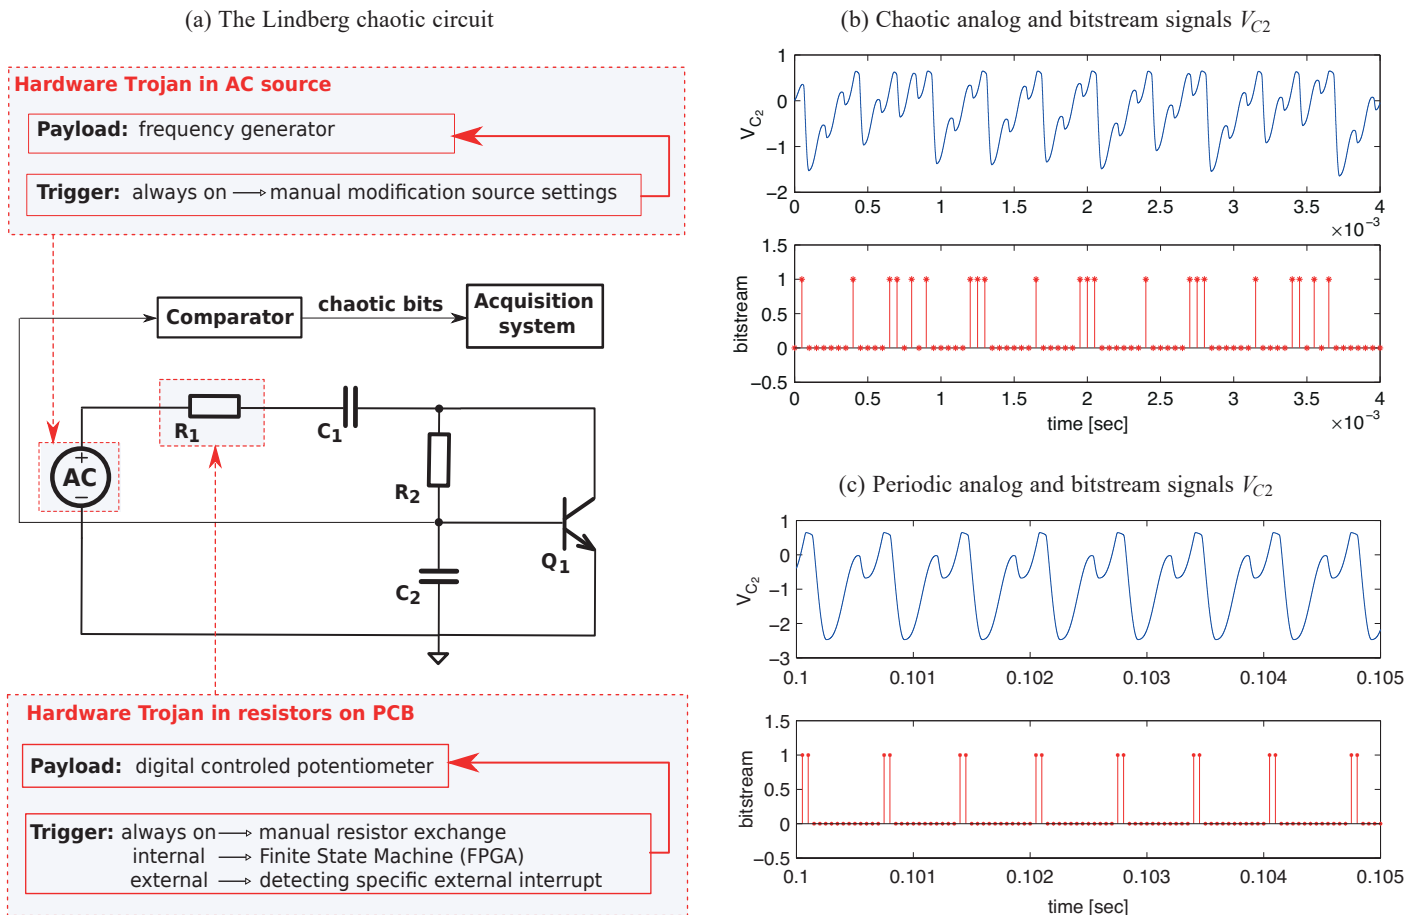 (a) The Lindberg chaotic circuit
Hardware Trojan in AC source
Payload: frequency generator
Trigger: always on → manual modification source settings
Comparator
chaotic bits
Acquisition
system
R1
C1
+
AC
−
R2
C2
Q1
Hardware Trojan in resistors on PCB
Payload: digital controled potentiometer
Trigger: always on → manual resistor exchange
internal → Finite State Machine (FPGA)
external → detecting specific external interrupt
(b) Chaotic analog and bitstream signals VC2
VC2
1
0
−1
−2
0 0.5 1 1.5 2 2.5 3 3.5 4
×10−3
bitstream
1.5
1
0.5
0
−0.5
0 0.5 1 1.5 2 2.5 3 3.5 4
time [sec] ×10−3
(c) Periodic analog and bitstream signals VC2
VC2
1
0
−1
−2
−3
0.1 0.101 0.102 0.103 0.104 0.105
bitstream
1.5
1
0.5
0
−0.5
0.1 0.101 0.102 0.103 0.104 0.105
time [sec]